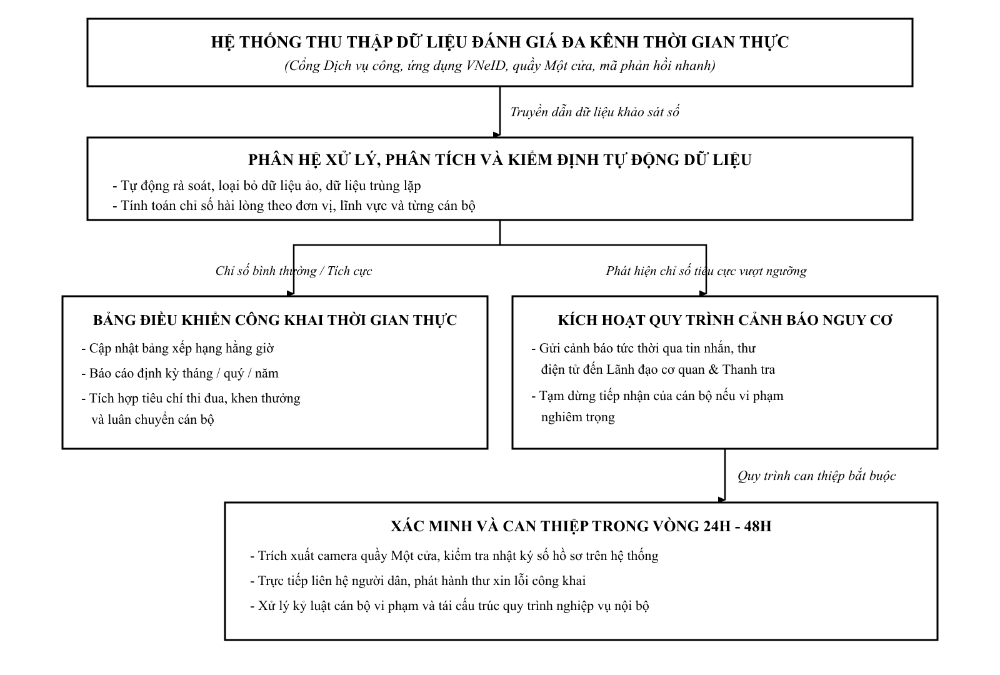 HỆ THỐNG THU THẬP DỮ LIỆU ĐÁNH GIÁ ĐA KÊNH THỜI GIAN THỰC
(Cổng Dịch vụ công, ứng dụng VNeID, quầy Một cửa, mã phản hồi nhanh)
Truyền dẫn dữ liệu khảo sát số
PHÂN HỆ XỬ LÝ, PHÂN TÍCH VÀ KIỂM ĐỊNH TỰ ĐỘNG DỮ LIỆU
- Tự động rà soát, loại bỏ dữ liệu ảo, dữ liệu trùng lặp
- Tính toán chỉ số hài lòng theo đơn vị, lĩnh vực và từng cán bộ
Chỉ số bình thường / Tích cực
Phát hiện chỉ số tiêu cực vượt ngưỡng
BẢNG ĐIỀU KHIỂN CÔNG KHAI THỜI GIAN THỰC
- Cập nhật bảng xếp hạng hằng giờ
- Báo cáo định kỳ tháng / quý / năm
- Tích hợp tiêu chí thi đua, khen thưởng
và luân chuyển cán bộ
KÍCH HOẠT QUY TRÌNH CẢNH BÁO NGUY CƠ
- Gửi cảnh báo tức thời qua tin nhắn, thư
điện tử đến Lãnh đạo cơ quan & Thanh tra
- Tạm dừng tiếp nhận của cán bộ nếu vi phạm
nghiêm trọng
Quy trình can thiệp bắt buộc
XÁC MINH VÀ CAN THIỆP TRONG VÒNG 24H - 48H
- Trích xuất camera quầy Một cửa, kiểm tra nhật ký số hồ sơ trên hệ thống
- Trực tiếp liên hệ người dân, phát hành thư xin lỗi công khai
- Xử lý kỷ luật cán bộ vi phạm và tái cấu trúc quy trình nghiệp vụ nội bộ